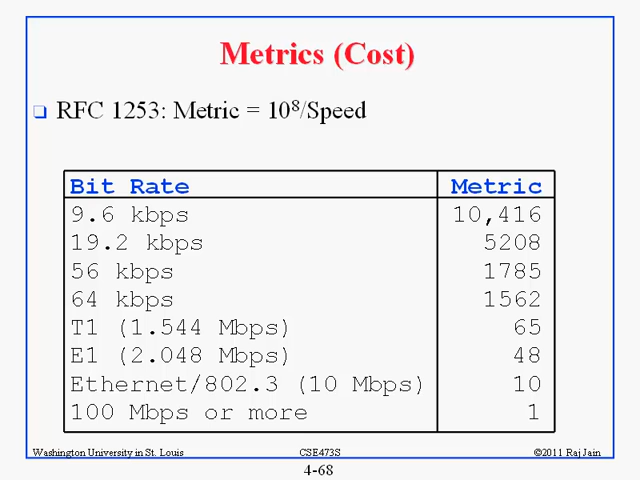 Metrics (Cost)
❑ RFC 1253: Metric = 10⁸/Speed
Bit Rate Metric
9.6 kbps 10,416
19.2 kbps 5208
56 kbps 1785
64 kbps 1562
T1 (1.544 Mbps) 65
E1 (2.048 Mbps) 48
Ethernet/802.3 (10 Mbps) 10
100 Mbps or more 1
Washington University in St. Louis CSE473S ©2011 Raj Jain
4-68